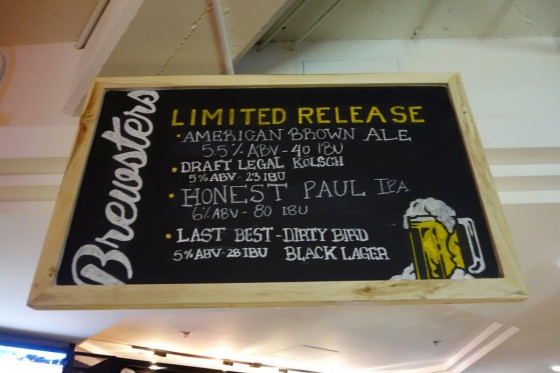 Brewsters
LIMITED RELEASE
• AMERICAN BROWN ALE
5.5% ABV - 40 IBU
• DRAFT LEGAL KOLSCH
5% ABV - 23 IBU
• HONEST PAUL IPA
6% ABV - 80 IBU
• LAST BEST - DIRTY BIRD
5% ABV - 28 IBU BLACK LAGER